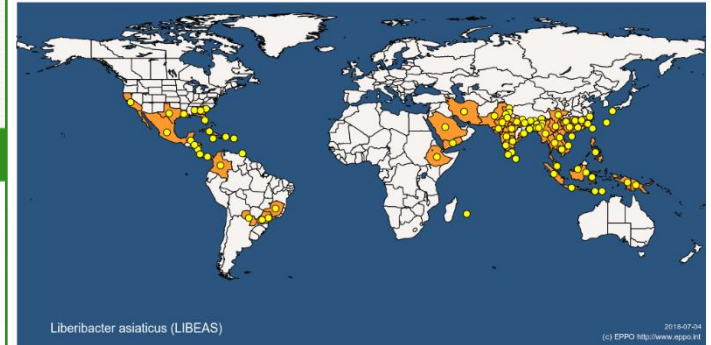 Liberibacter asiaticus (LIBEAS)
2018-07-04
(c) EPPO http://www.eppo.int